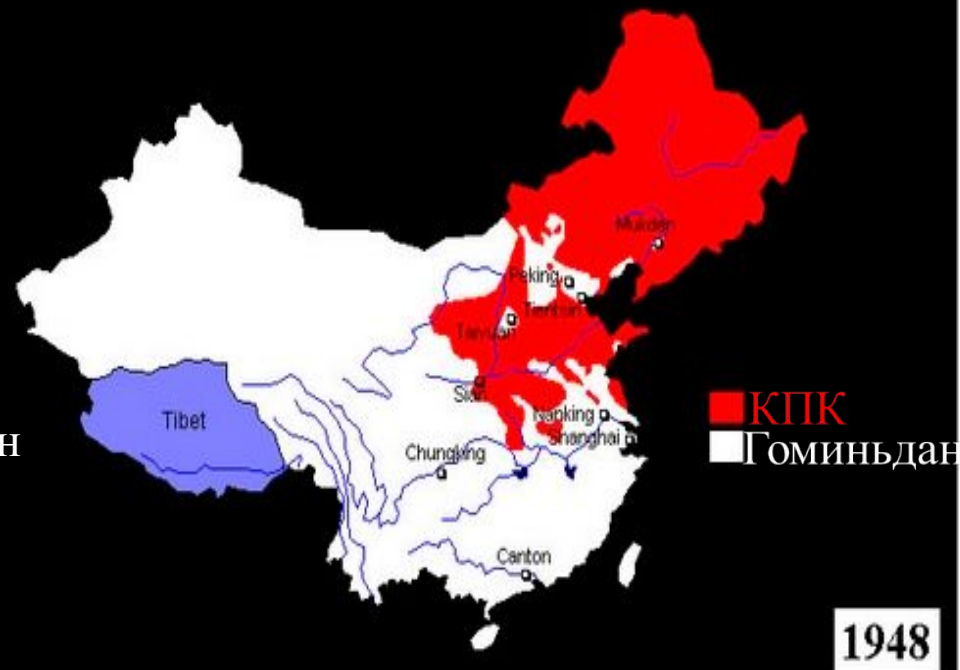 Mukden
Peking
Tientsin
Taiyuan
Sian
Nanking
Shanghai
КПК
Гоминьдан
Tibet
н
Chungking
Canton
1948